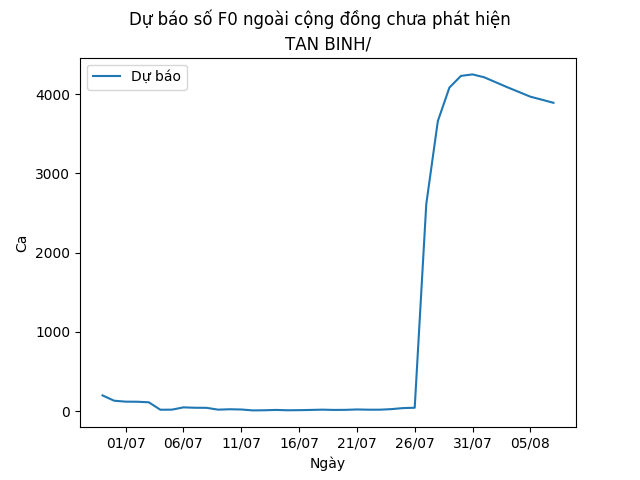 Dự báo số F0 ngoài cộng đồng chưa phát hiện
TAN BINH/
Dự báo
4000
3000
2000
1000
0
Ca
01/07 06/07 11/07 16/07 21/07 26/07 31/07 05/08
Ngày